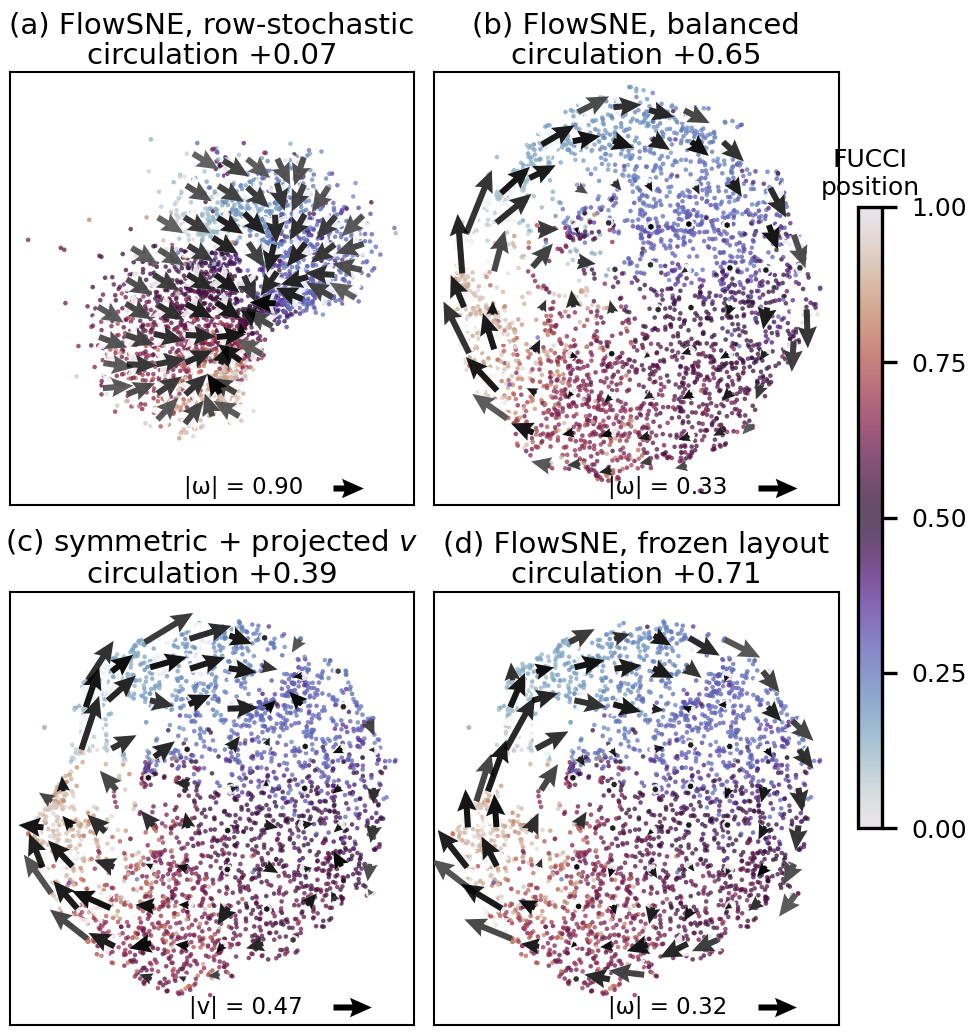 (a) FlowSNE, row-stochastic
circulation +0.07
(b) FlowSNE, balanced
circulation +0.65
|ω| = 0.90
|ω| = 0.33
FUCCI
position
1.00
0.75
0.50
0.25
0.00
(c) symmetric + projected v
circulation +0.39
(d) FlowSNE, frozen layout
circulation +0.71
|v| = 0.47
|ω| = 0.32